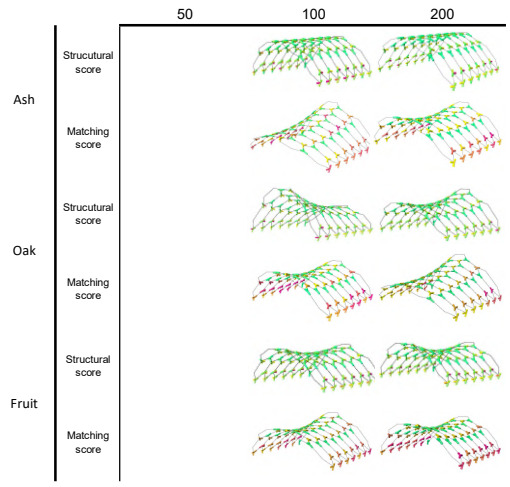 50 100 200
Ash
Strucutural
score
Matching
score
Oak
Strucutural
score
Matching
score
Fruit
Structural
score
Matching
score